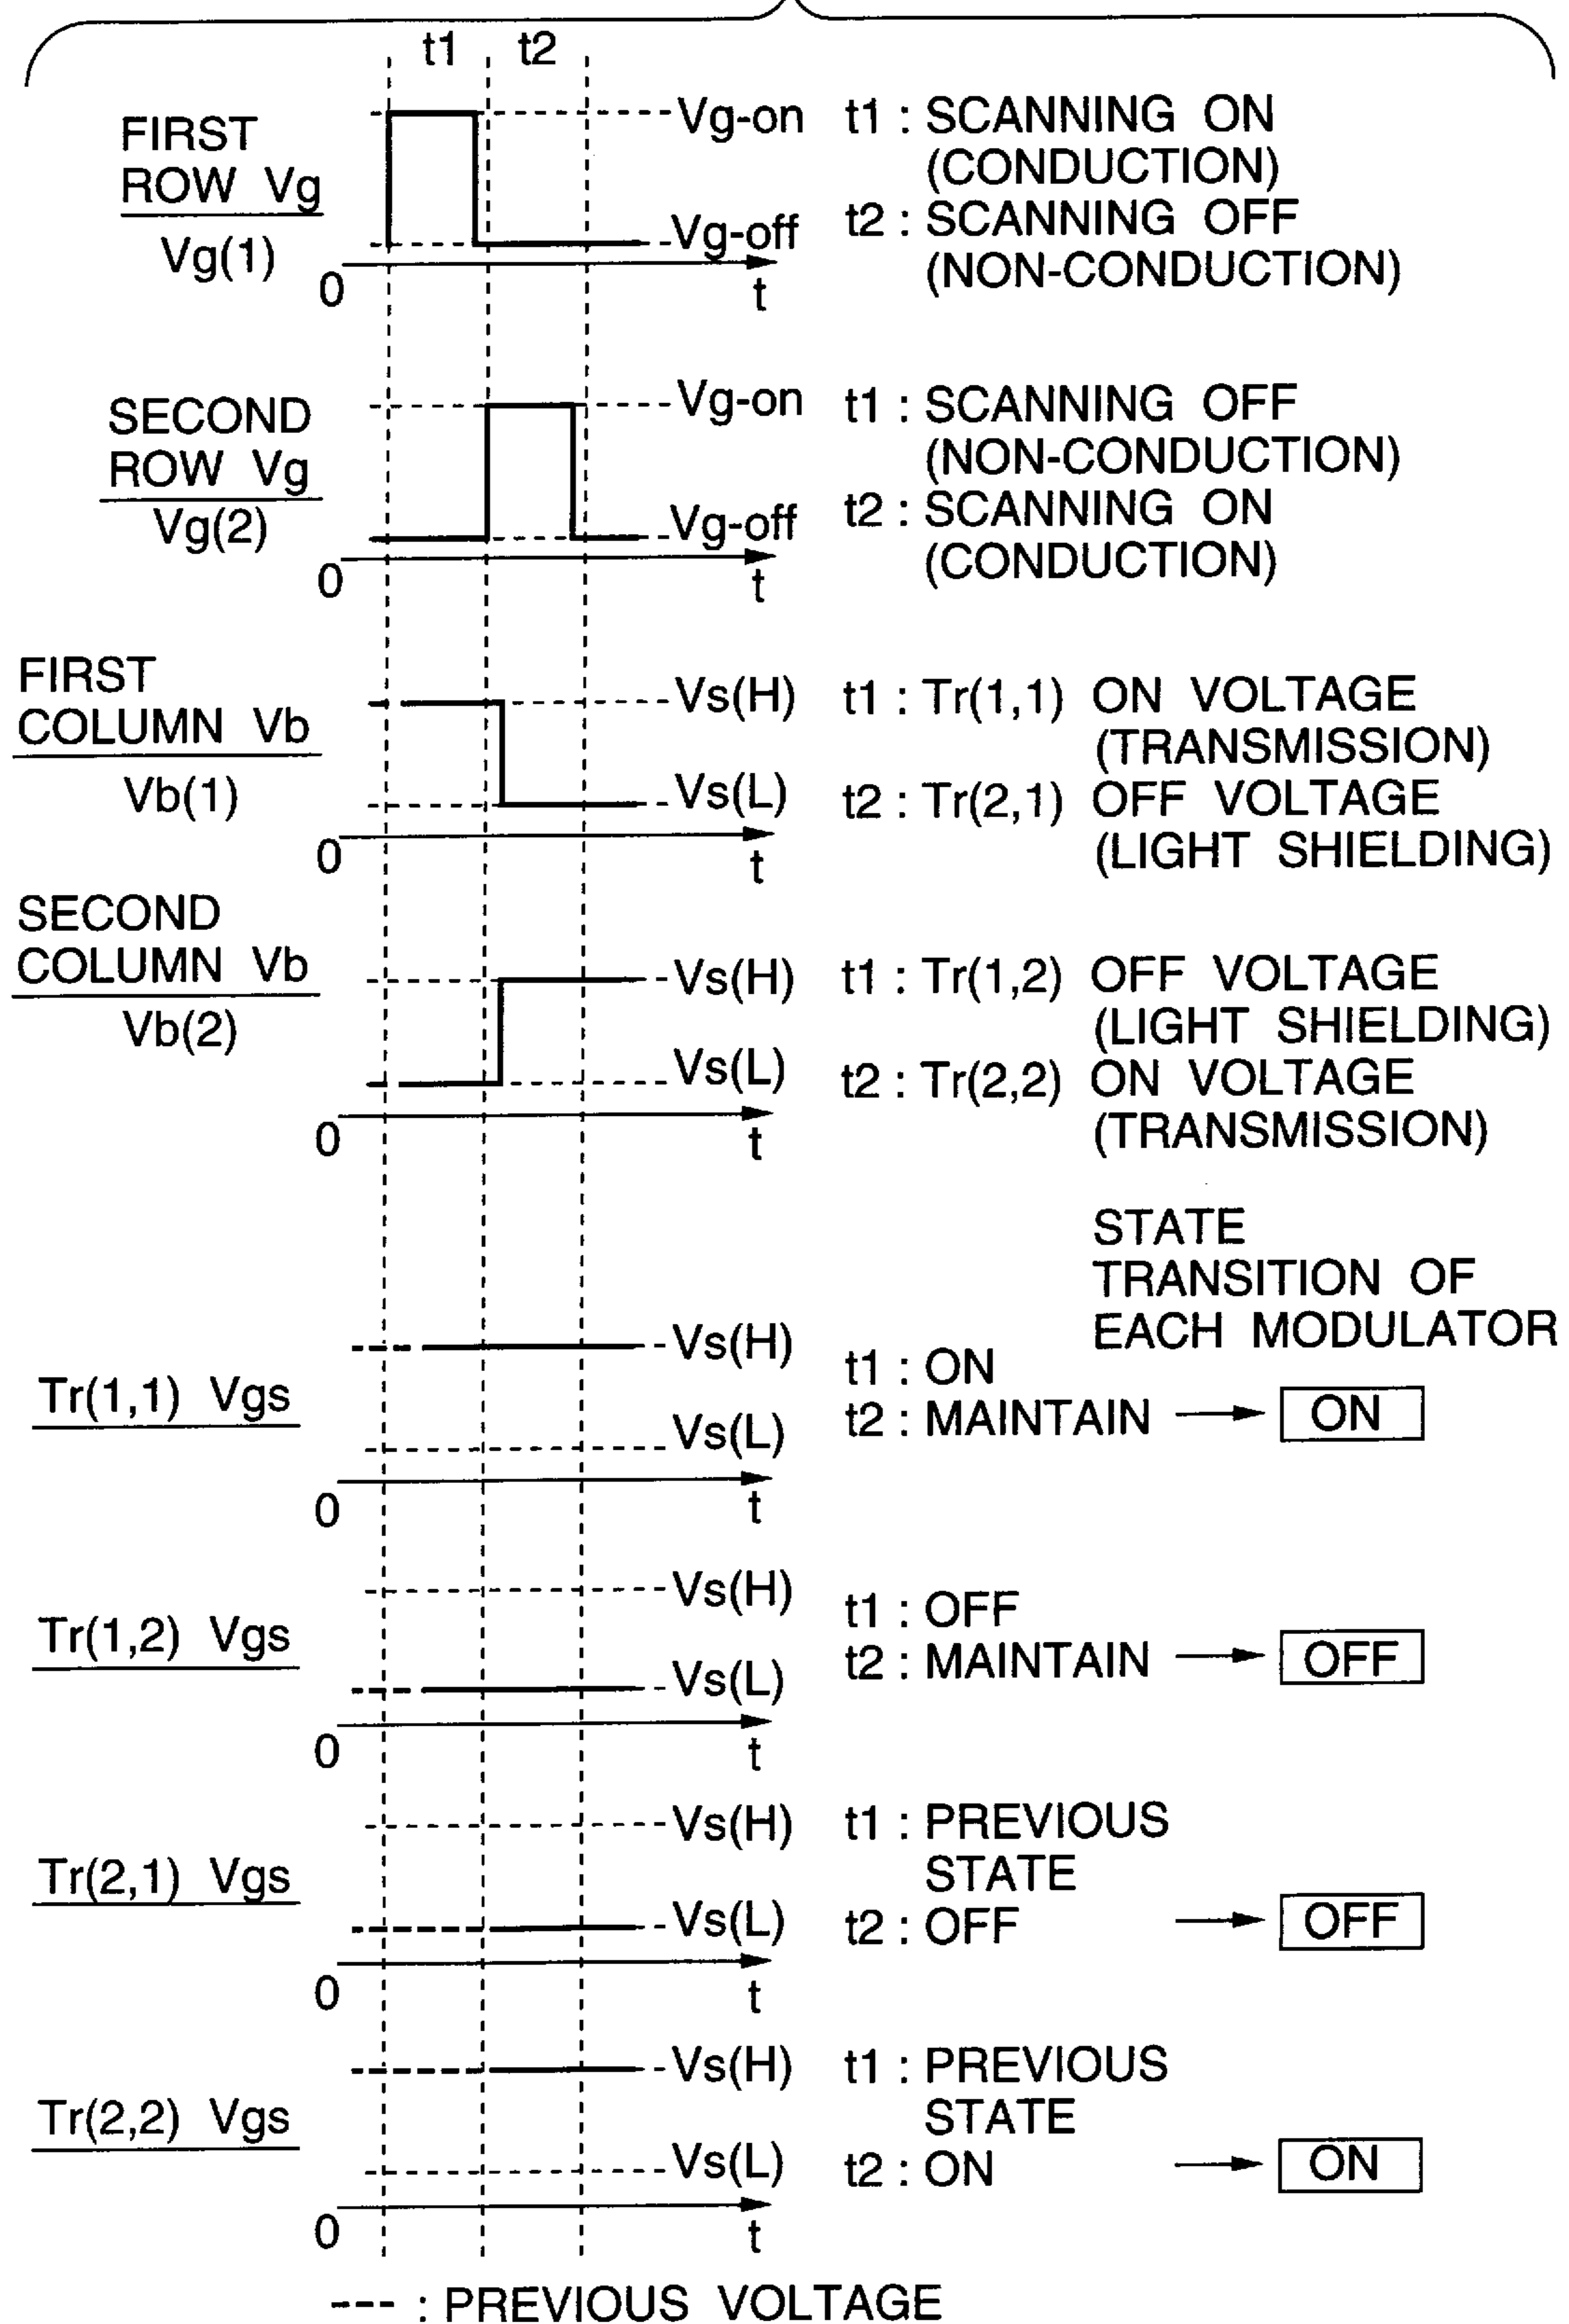 t1 t2
FIRST
ROW Vg
Vg(1)
Vg-on
Vg-off
0
t
t1 : SCANNING ON
(CONDUCTION)
t2 : SCANNING OFF
(NON-CONDUCTION)
SECOND
ROW Vg
Vg(2)
Vg-on
Vg-off
0
t
t1 : SCANNING OFF
(NON-CONDUCTION)
t2 : SCANNING ON
(CONDUCTION)
FIRST
COLUMN Vb
Vb(1)
Vs(H)
Vs(L)
0
t
t1 : Tr(1,1) ON VOLTAGE
(TRANSMISSION)
t2 : Tr(2,1) OFF VOLTAGE
(LIGHT SHIELDING)
SECOND
COLUMN Vb
Vb(2)
Vs(H)
Vs(L)
0
t
t1 : Tr(1,2) OFF VOLTAGE
(LIGHT SHIELDING)
t2 : Tr(2,2) ON VOLTAGE
(TRANSMISSION)
STATE
TRANSITION OF
EACH MODULATOR
Tr(1,1) Vgs
Vs(H)
Vs(L)
0
t
t1 : ON
t2 : MAINTAIN → ON
Tr(1,2) Vgs
Vs(H)
Vs(L)
0
t
t1 : OFF
t2 : MAINTAIN → OFF
Tr(2,1) Vgs
Vs(H)
Vs(L)
0
t
t1 : PREVIOUS
STATE
t2 : OFF → OFF
Tr(2,2) Vgs
Vs(H)
Vs(L)
0
t
t1 : PREVIOUS
STATE
t2 : ON → ON
--- : PREVIOUS VOLTAGE